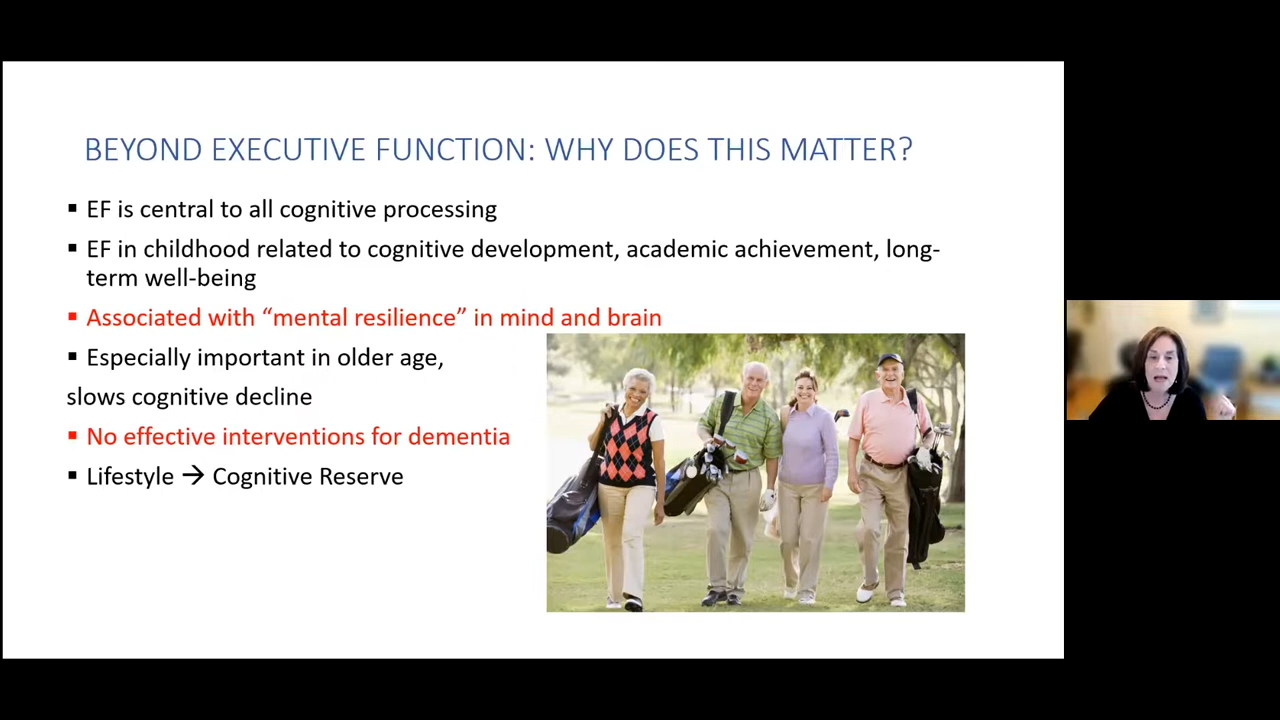 BEYOND EXECUTIVE FUNCTION: WHY DOES THIS MATTER?
▪ EF is central to all cognitive processing
▪ EF in childhood related to cognitive development, academic achievement, long-
term well-being
▪ Associated with “mental resilience” in mind and brain
▪ Especially important in older age,
slows cognitive decline
▪ No effective interventions for dementia
▪ Lifestyle → Cognitive Reserve